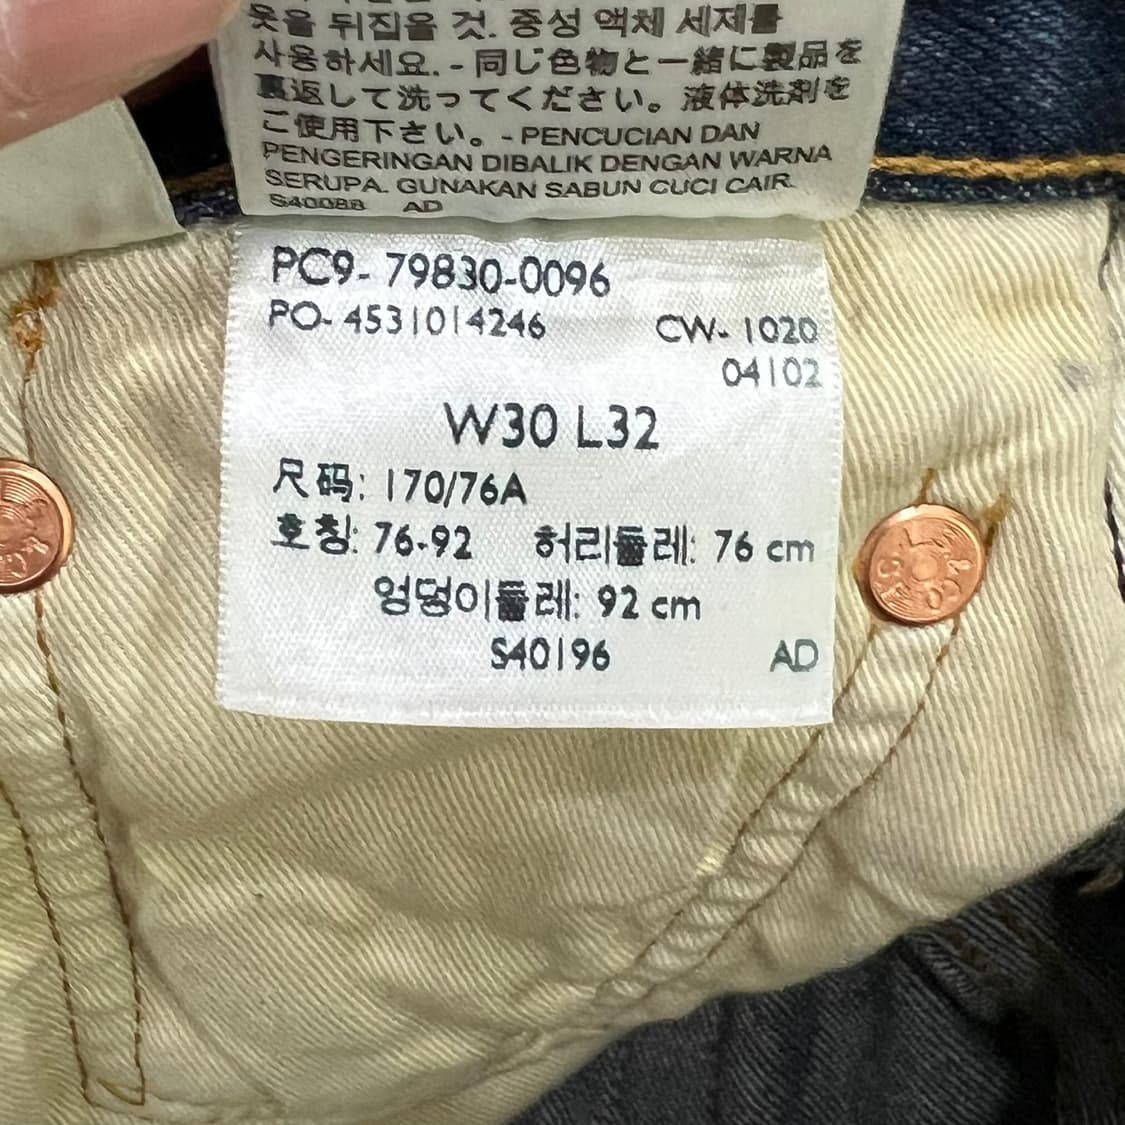 옷을 뒤집을 것. 중성 액체 세제를
사용하세요. - 同じ色物と一緒に製品を
裏返して洗ってください。液体洗剤を
ご使用下さい。- PENCUCIAN DAN
PENGERINGAN DIBALIK DENGAN WARNA
SERUPA. GUNAKAN SABUN CUCI CAIR.
S40088 AD
PC9- 79830-0096
PO- 4531014246 CW- 1020
04102
W30 L32
尺码: 170/76A
호칭: 76-92 허리둘레: 76 cm
엉덩이둘레: 92 cm
S40196 AD